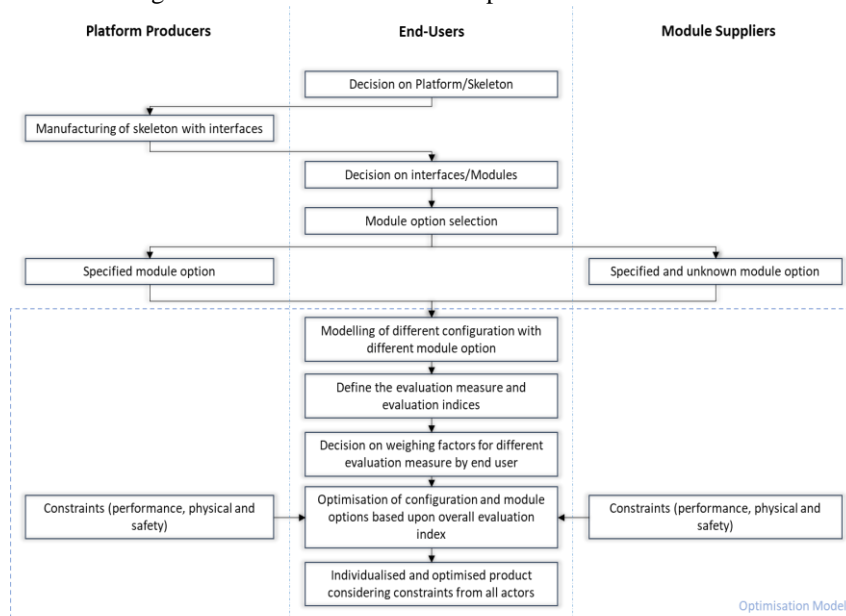 Platform Producers
End-Users
Module Suppliers
Decision on Platform/Skeleton
Manufacturing of skeleton with interfaces
Decision on interfaces/Modules
Module option selection
Specified module option
Specified and unknown module option
Modelling of different configuration with
different module option
Define the evaluation measure and
evaluation indices
Decision on weighing factors for different
evaluation measure by end user
Constraints (performance, physical and
safety)
Optimisation of configuration and module
options based upon overall evaluation
index
Constraints (performance, physical and
safety)
Individualised and optimised product
considering constraints from all actors
Optimisation Model